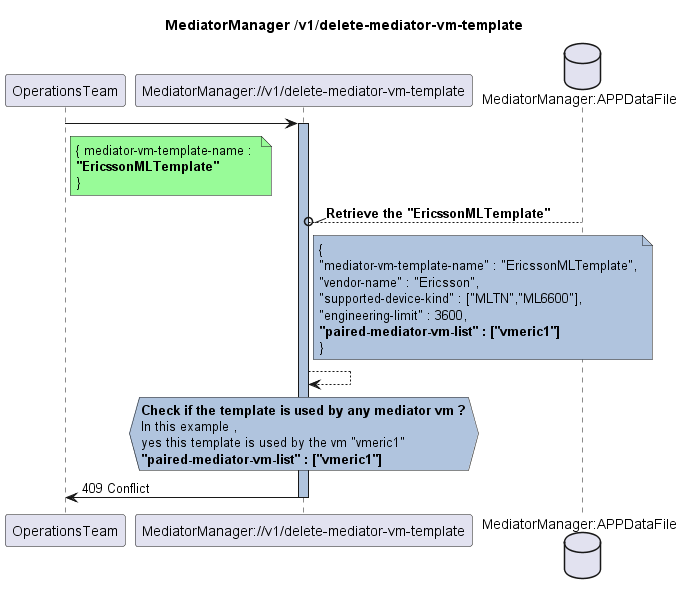 MediatorManager /v1/delete-mediator-vm-template
OperationsTeam
MediatorManager://v1/delete-mediator-vm-template
MediatorManager:APPDataFile
{ mediator-vm-template-name :
"EricssonMLTemplate"
}
Retrieve the "EricssonMLTemplate"
{
"mediator-vm-template-name" : "EricssonMLTemplate",
"vendor-name" : "Ericsson",
"supported-device-kind" : ["MLTN","ML6600"],
"engineering-limit" : 3600,
"paired-mediator-vm-list" : ["vmeric1"]
}
Check if the template is used by any mediator vm ?
In this example ,
yes this template is used by the vm "vmeric1"
"paired-mediator-vm-list" : ["vmeric1"]
409 Conflict
OperationsTeam
MediatorManager://v1/delete-mediator-vm-template
MediatorManager:APPDataFile